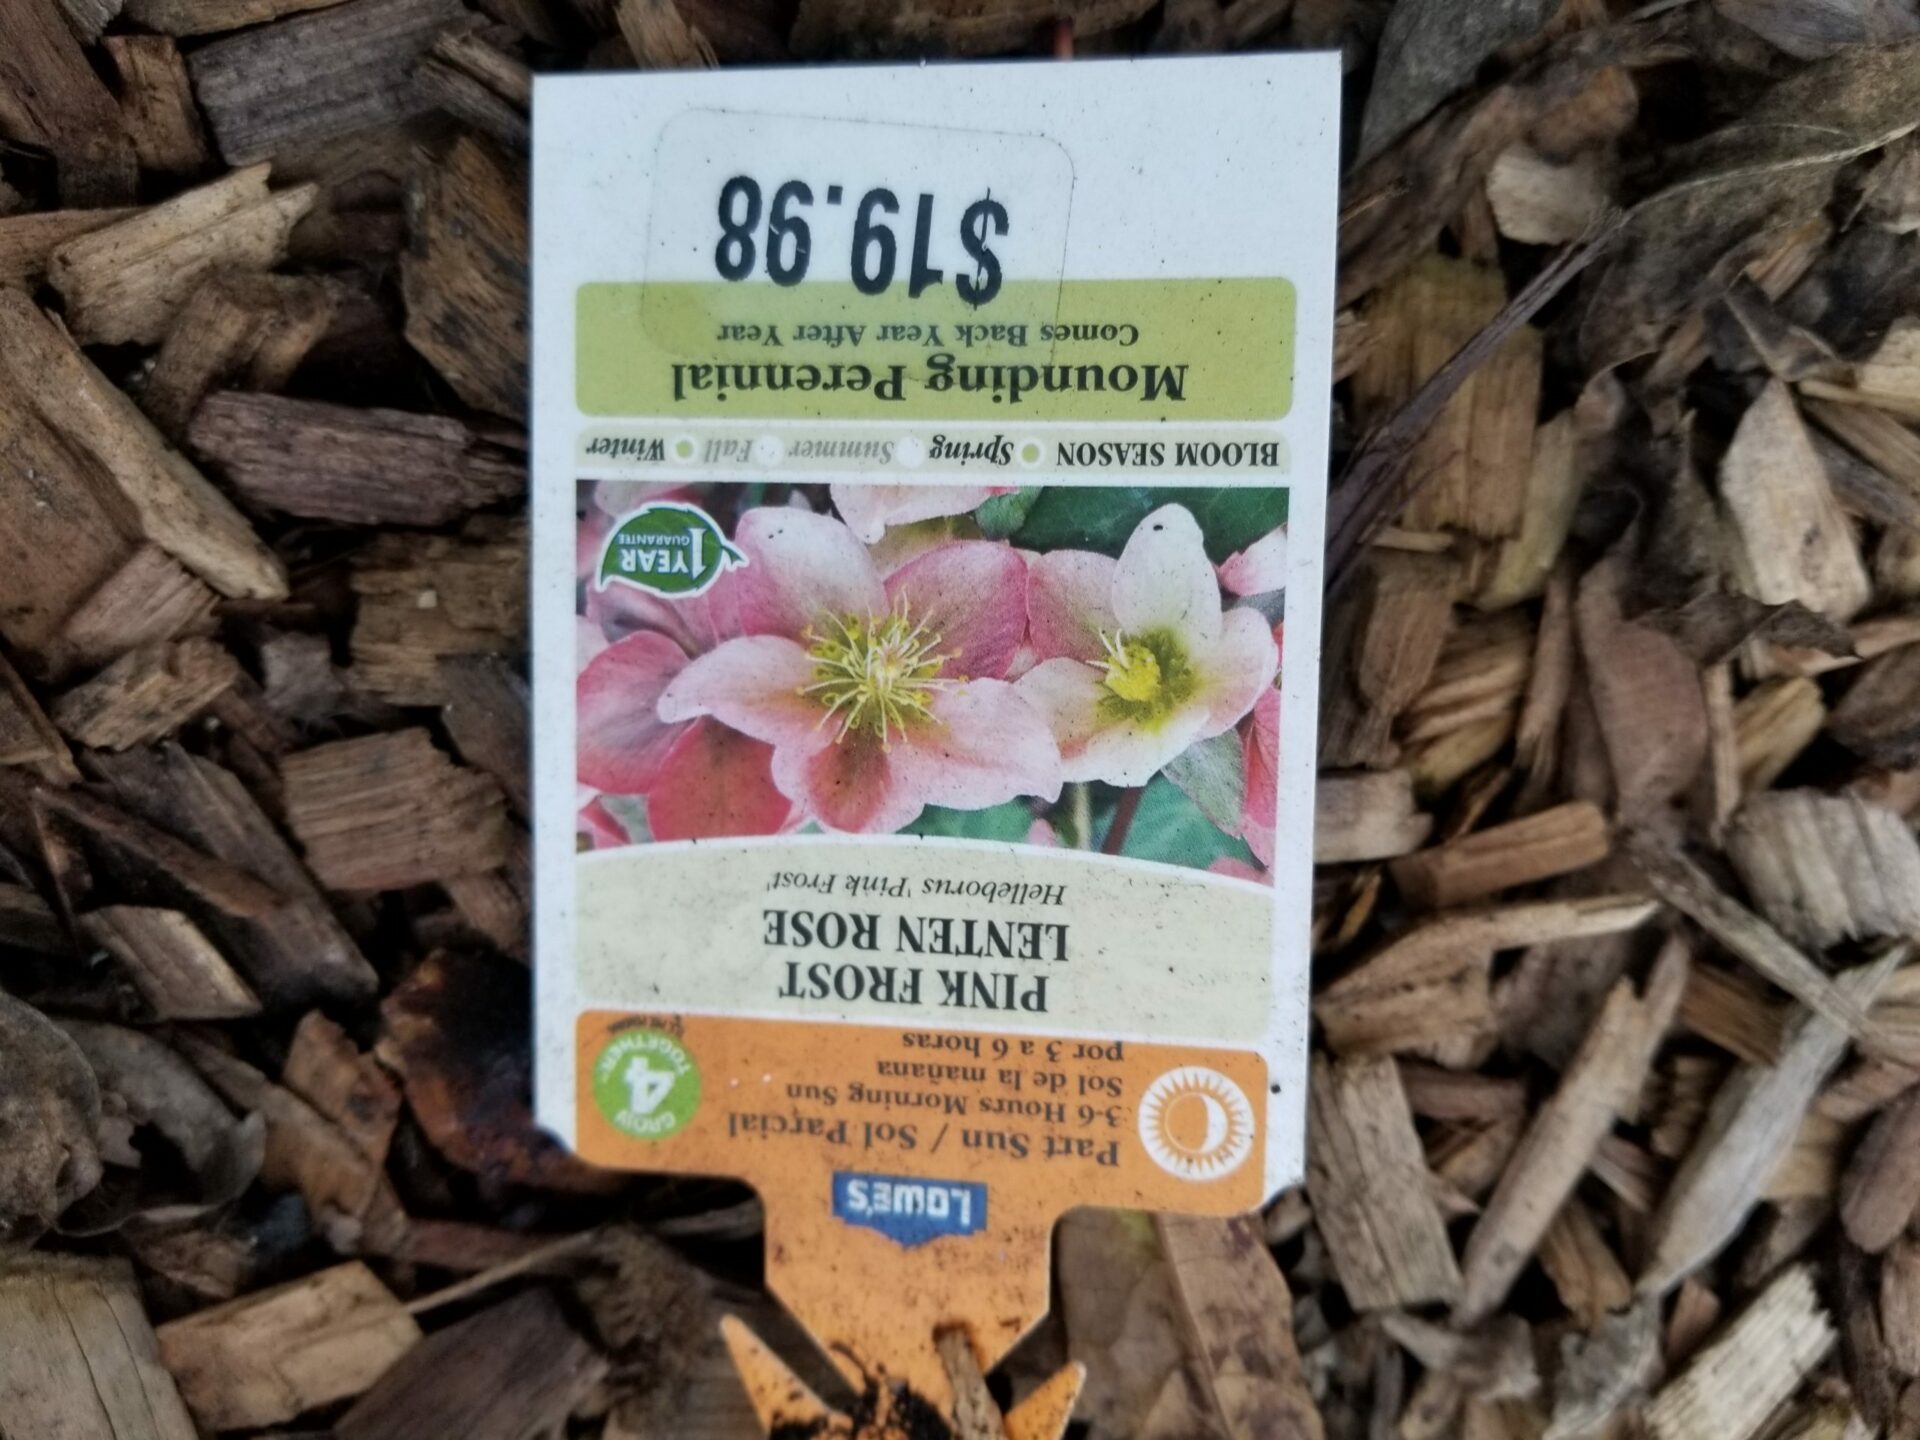 LOWE'S
Part Sun / Sol Parcial
3-6 Hours Morning Sun
Sol de la mañana
por 3 a 6 horas
GROW
4
TOGETHER
PINK FROST
LENTEN ROSE
Helleborus 'Pink Frost'
1 YEAR
GUARANTEE
BLOOM SEASON Spring Summer Fall Winter
Mounding Perennial
Comes Back Year After Year
$19.98